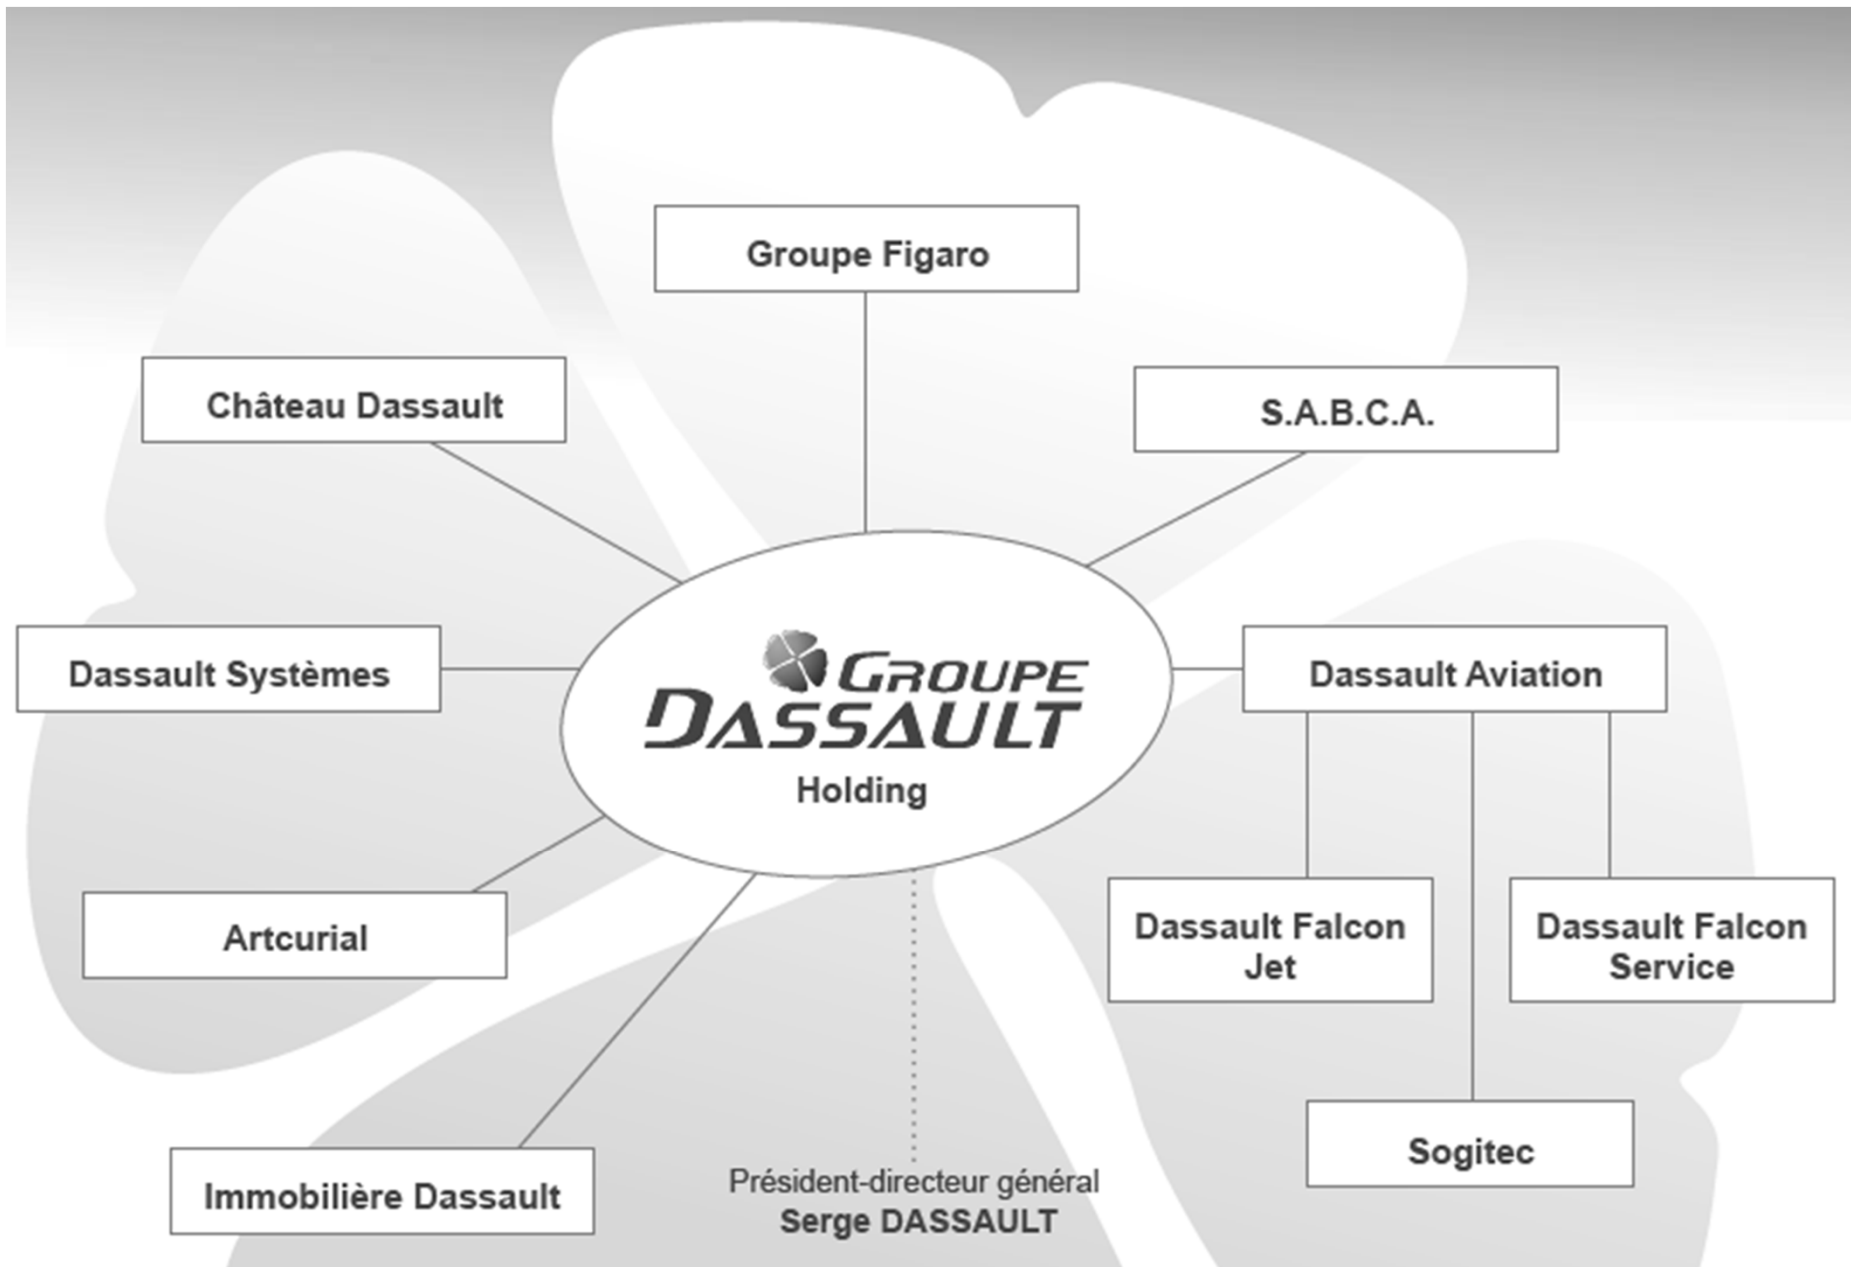 Groupe Figaro
Château Dassault
S.A.B.C.A.
Dassault Systèmes
GROUPE
DASSAULT
Holding
Dassault Aviation
Artcurial
Dassault Falcon
Jet
Dassault Falcon
Service
Immobilière Dassault
Président-directeur général
Serge DASSAULT
Sogitec